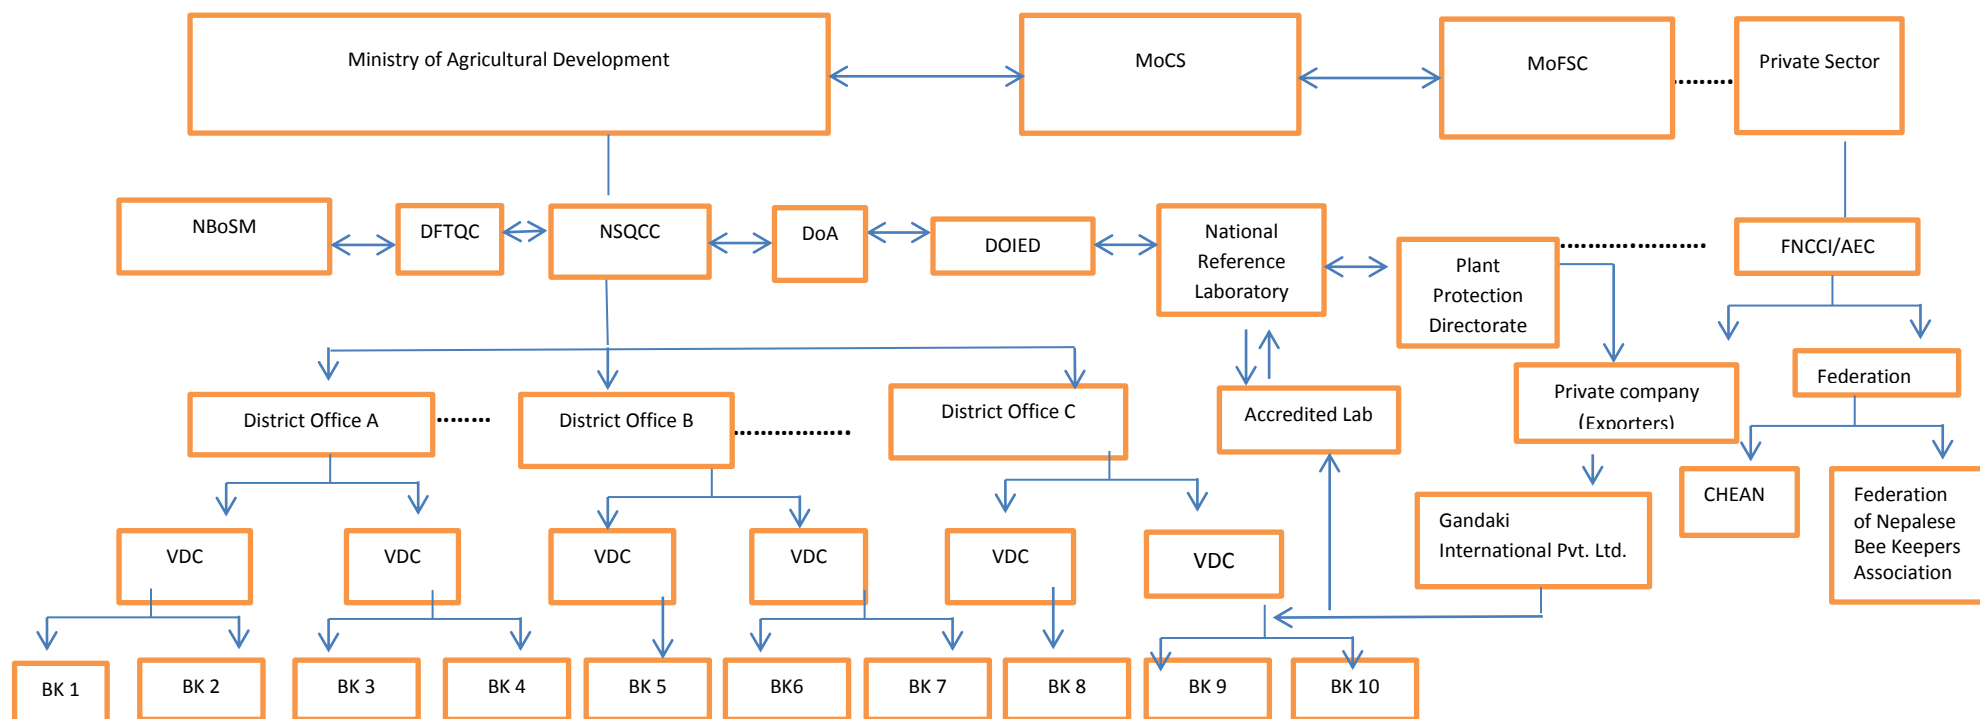 Ministry of Agricultural Development
MoCS
MoFSC
Private Sector
NBoSM
DFTQC
NSQCC
DoA
DOIED
National
Reference
Laboratory
Plant
Protection
Directorate
FNCCI/AEC
District Office A
District Office B
District Office C
Accredited Lab
Private company
(Exporters)
Federation
VDC
VDC
VDC
VDC
VDC
VDC
Gandaki
International Pvt. Ltd.
CHEAN
Federation
of Nepalese
Bee Keepers
Association
BK 1
BK 2
BK 3
BK 4
BK 5
BK6
BK 7
BK 8
BK 9
BK 10